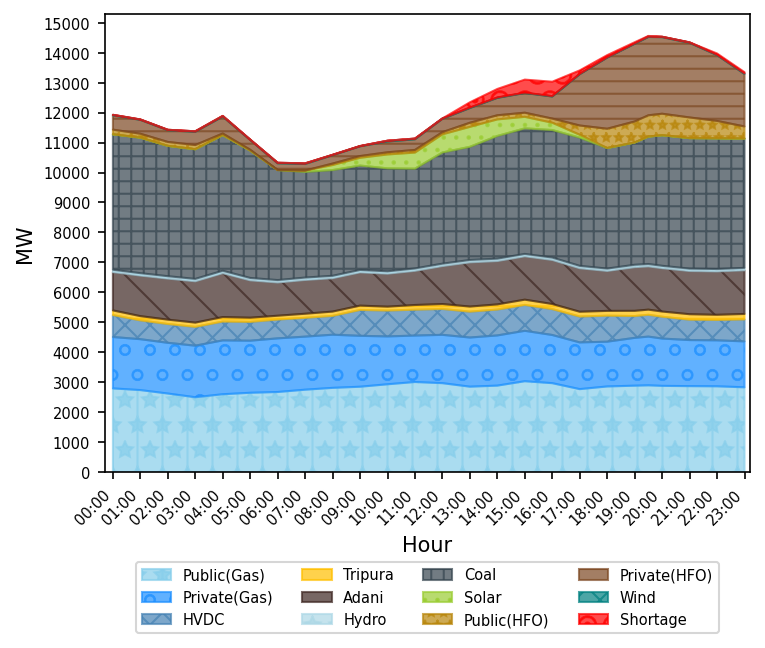 15000
14000
13000
12000
11000
10000
9000
8000
7000
6000
5000
4000
3000
2000
1000
0
MW
00:00 01:00 02:00 03:00 04:00 05:00 06:00 07:00 08:00 09:00 10:00 11:00 12:00 13:00 14:00 15:00 16:00 17:00 18:00 19:00 20:00 21:00 22:00 23:00
Hour
Public(Gas) Tripura Coal Private(HFO)
Private(Gas) Adani Solar Wind
HVDC Hydro Public(HFO) Shortage